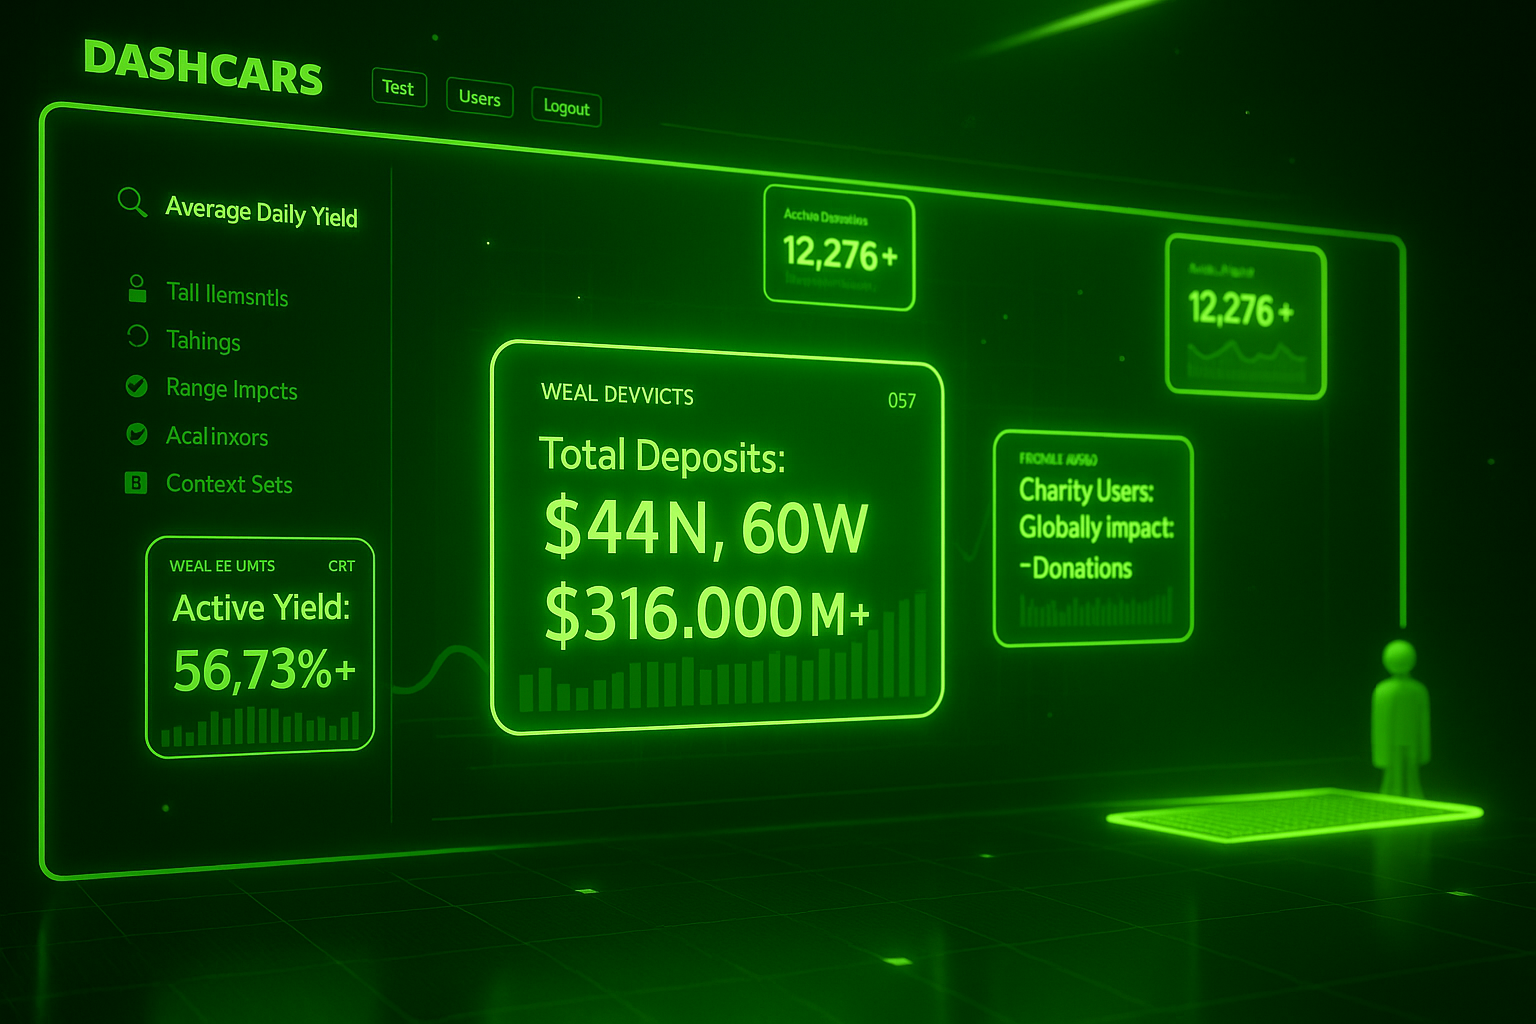 DASHCARS
Test
Users
Logout
Average Daily Yield
Tall llemsntls
Tahings
Range Impcts
Acalinxors
Context Sets
WEAL EE UMTS CRT
Active Yield:
56,73%+
12,276+
WEAL DEVVICTS 057
Total Deposits:
$44N, 60W
$316.000M+
12,276+
Charity Users:
Globally impact:
-Donations